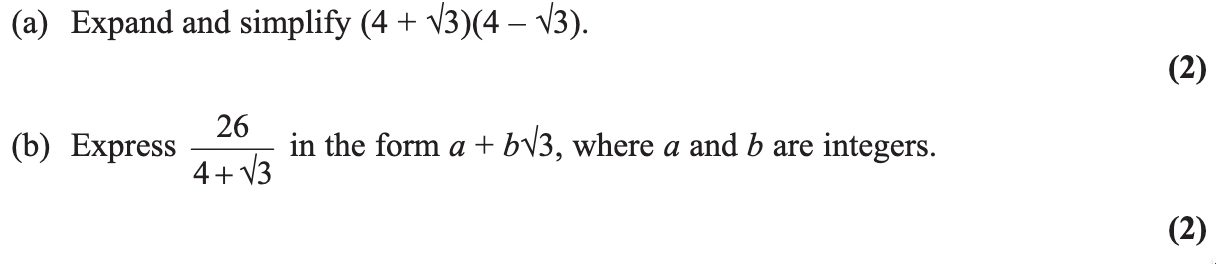 (a) Expand and simplify (4 + √3)(4 – √3).
(2)
(b) Express 26/(4 + √3) in the form a + b√3, where a and b are integers.
(2)